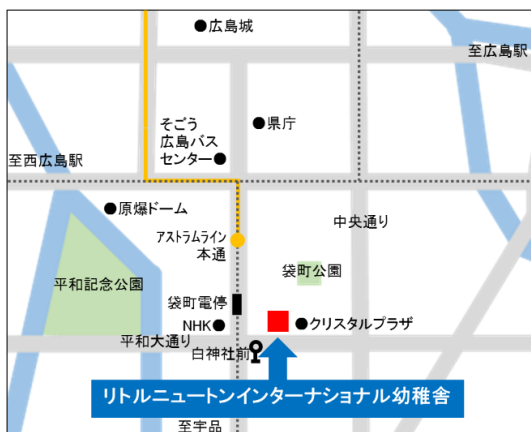 広島城
至広島駅
そごう
広島バス
センター
県庁
至西広島駅
原爆ドーム
中央通り
アストラムライン
本通
袋町公園
平和記念公園
袋町電停
NHK
クリスタルプラザ
平和大通り
白神社前
リトルニュートンインターナショナル幼稚舎
至宇品